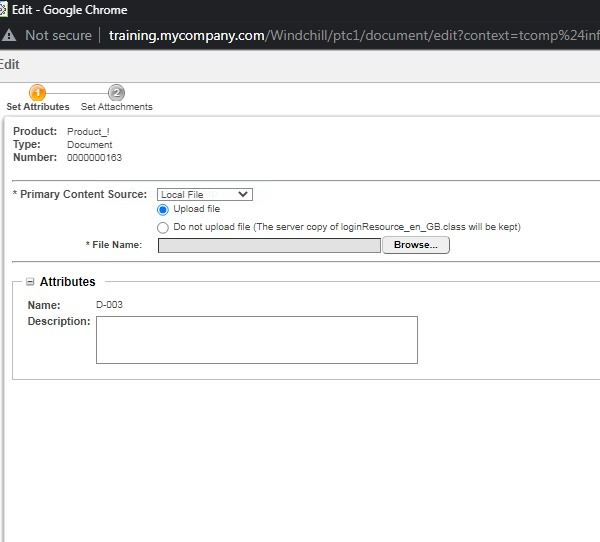 Edit - Google Chrome
Not secure | training.mycompany.com/Windchill/ptc1/document/edit?context=tcomp%24inf
Edit
1 2
Set Attributes Set Attachments
Product: Product_!
Type: Document
Number: 0000000163
* Primary Content Source: Local File
Upload file
Do not upload file (The server copy of loginResource_en_GB.class will be kept)
* File Name: Browse...
Attributes
Name: D-003
Description: